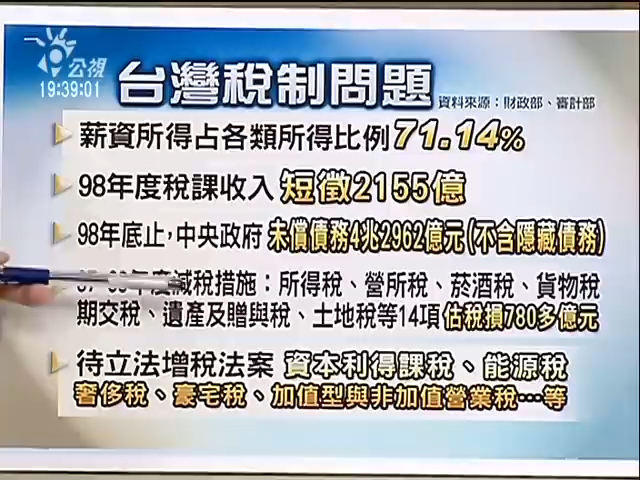 公視
19:39:01
台灣稅制問題
資料來源：財政部、審計部
薪資所得占各類所得比例71.14%
98年度稅課收入 短徵2155億
98年底止,中央政府 未償債務4兆2962億元(不含隱藏債務)
年度減稅措施：所得稅、營所稅、菸酒稅、貨物稅
期交稅、遺產及贈與稅、土地稅等14項 估稅損780多億元
待立法增稅法案 資本利得課稅、能源稅
奢侈稅、豪宅稅、加值型與非加值營業稅…等